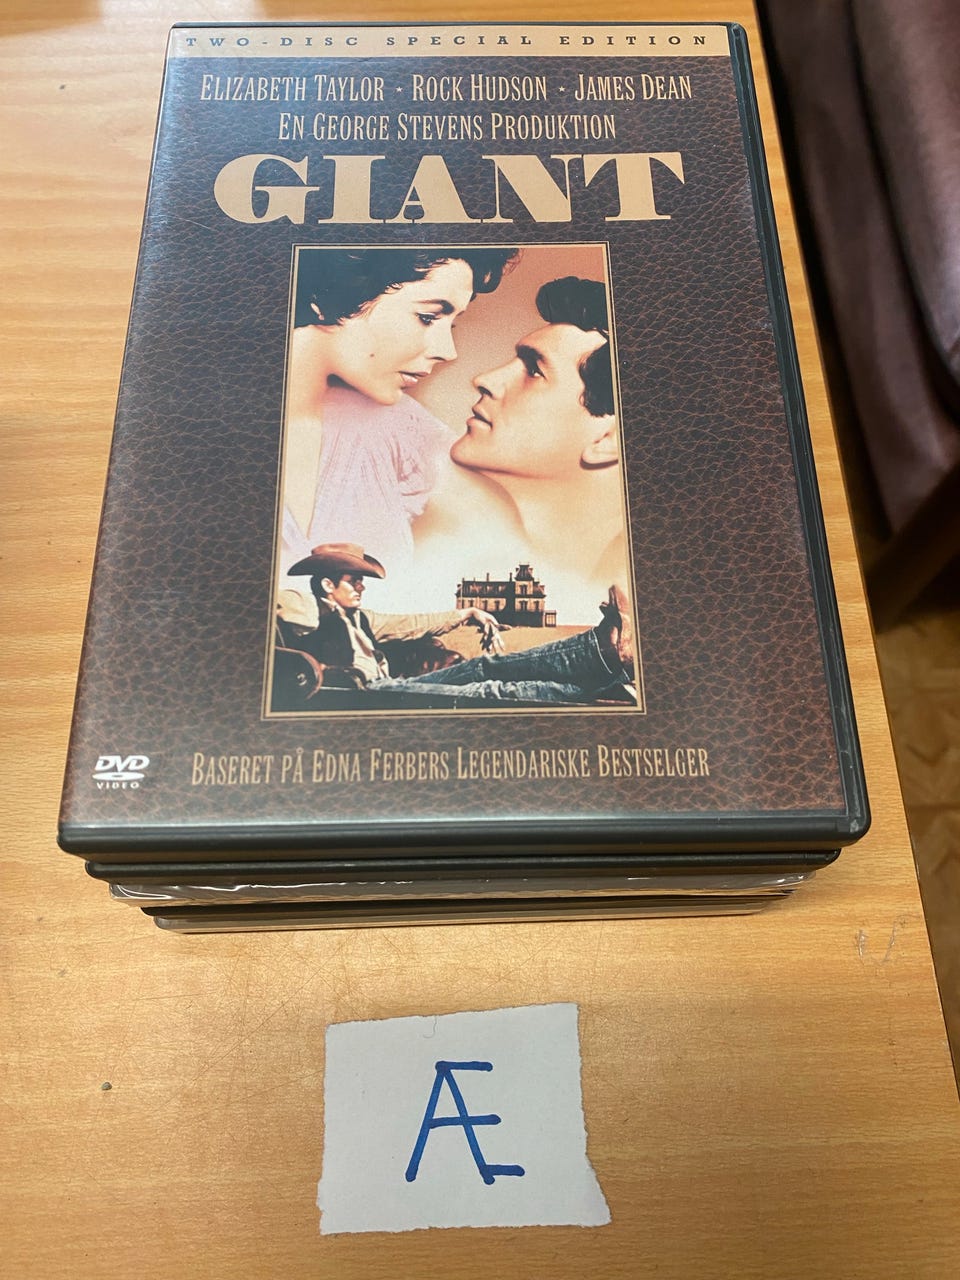 TWO-DISC SPECIAL EDITION
ELIZABETH TAYLOR ⋆ ROCK HUDSON ⋆ JAMES DEAN
EN GEORGE STEVENS PRODUKTION
GIANT
BASERET PÅ EDNA FERBERS LEGENDARISKE BESTSELGER
DVD
VIDEO
Æ